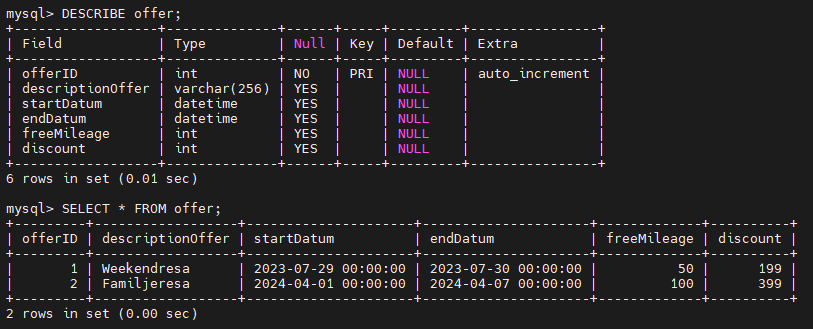 mysql> DESCRIBE offer;
+------------------+--------------+------+-----+---------+----------------+
| Field            | Type         | Null | Key | Default | Extra          |
+------------------+--------------+------+-----+---------+----------------+
| offerID          | int          | NO   | PRI | NULL    | auto_increment |
| descriptionOffer | varchar(256) | YES  |     | NULL    |                |
| startDatum       | datetime     | YES  |     | NULL    |                |
| endDatum         | datetime     | YES  |     | NULL    |                |
| freeMileage      | int          | YES  |     | NULL    |                |
| discount         | int          | YES  |     | NULL    |                |
+------------------+--------------+------+-----+---------+----------------+
6 rows in set (0.01 sec)

mysql> SELECT * FROM offer;
+---------+------------------+---------------------+---------------------+-------------+----------+
| offerID | descriptionOffer | startDatum          | endDatum            | freeMileage | discount |
+---------+------------------+---------------------+---------------------+-------------+----------+
|       1 | Weekendresa      | 2023-07-29 00:00:00 | 2023-07-30 00:00:00 |          50 |      199 |
|       2 | Familjeresa      | 2024-04-01 00:00:00 | 2024-04-07 00:00:00 |         100 |      399 |
+---------+------------------+---------------------+---------------------+-------------+----------+
2 rows in set (0.00 sec)